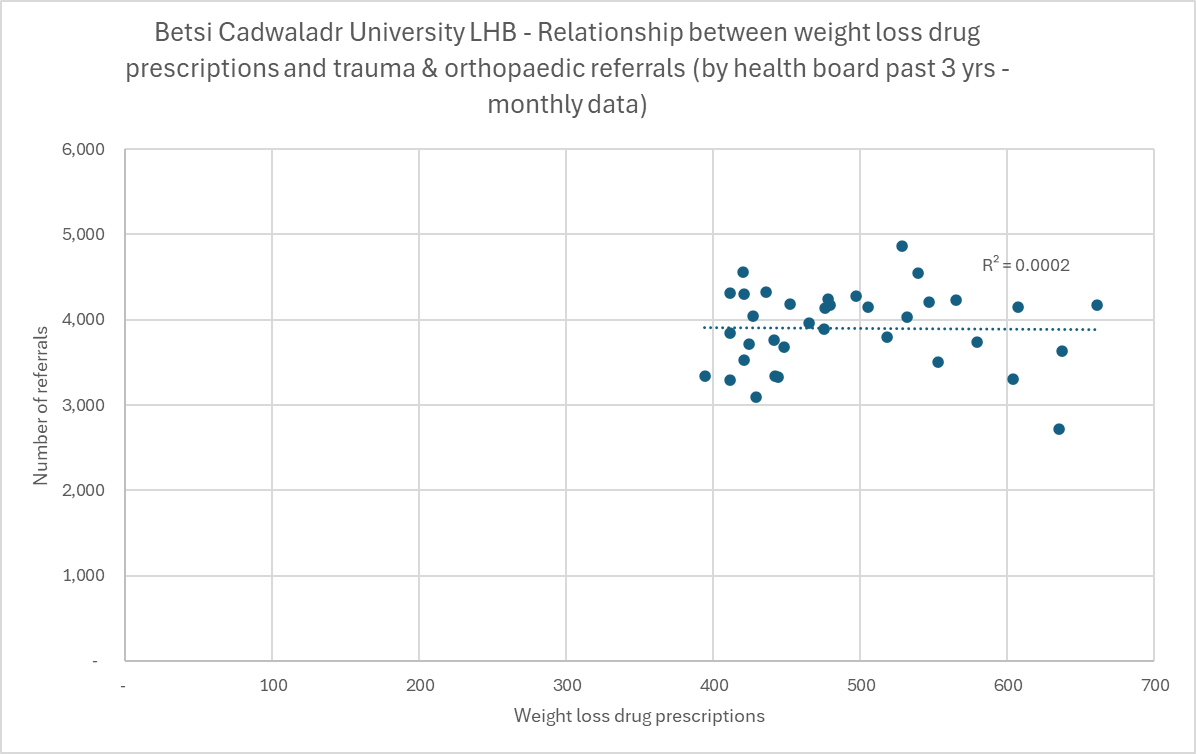 Betsi Cadwaladr University LHB - Relationship between weight loss drug
prescriptions and trauma & orthopaedic referrals (by health board past 3 yrs -
monthly data)
6,000
5,000
4,000
3,000
2,000
1,000
-
Number of referrals
R² = 0.0002
-
100
200
300
400
500
600
700
Weight loss drug prescriptions